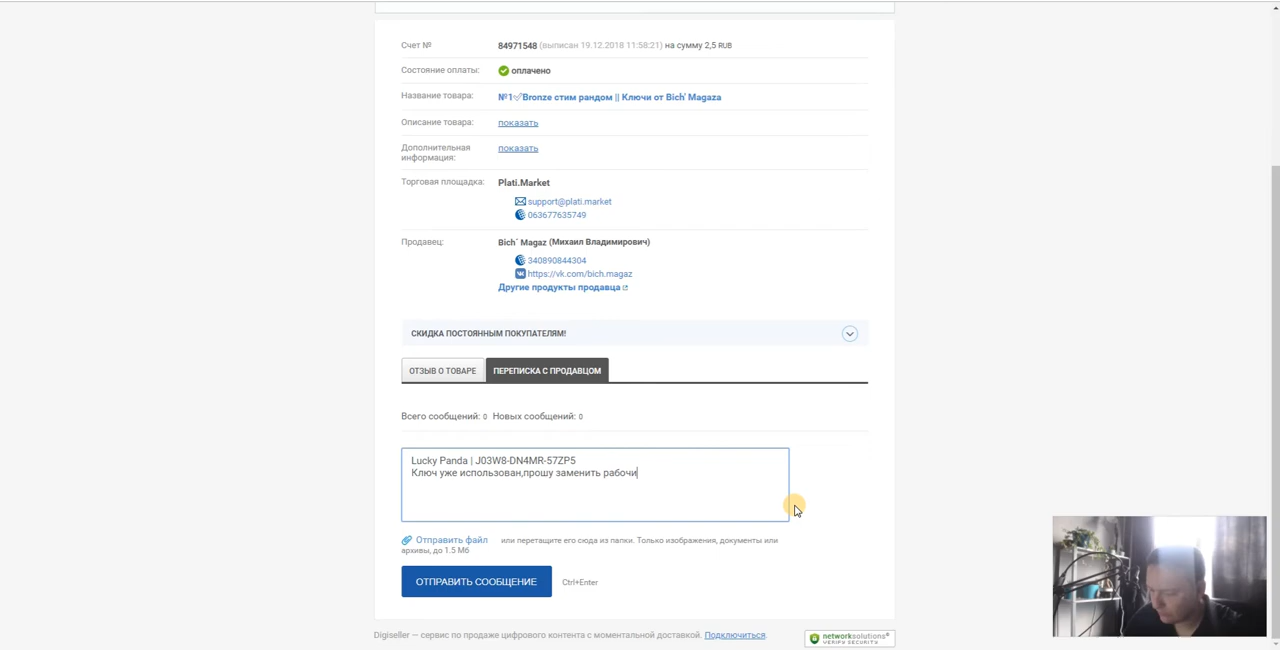 Счет №
84971548 (выписан 19.12.2018 11:58:21) на сумму 2,5 RUB
Состояние оплаты:
оплачено
Название товара:
№1✅Bronze стим рандом || Ключи от Bich' Magaza
Описание товара:
показать
Дополнительная
информация:
показать
Торговая площадка:
Plati.Market
support@plati.market
063677635749
Продавец:
Bich´ Magaz (Михаил Владимирович)
340890844304
https://vk.com/bich.magaz
Другие продукты продавца
СКИДКА ПОСТОЯННЫМ ПОКУПАТЕЛЯМ!
ОТЗЫВ О ТОВАРЕ
ПЕРЕПИСКА С ПРОДАВЦОМ
Всего сообщений: 0 Новых сообщений: 0
Lucky Panda | J03W8-DN4MR-57ZP5
Ключ уже использован,прошу заменить рабочи
Отправить файл или перетащите его сюда из папки. Только изображения, документы или
архивы, до 1.5 Мб
ОТПРАВИТЬ СООБЩЕНИЕ
Ctrl+Enter
Digiseller — сервис по продаже цифрового контента с моментальной доставкой. Подключиться.
networksolutions®
VERIFY SECURITY